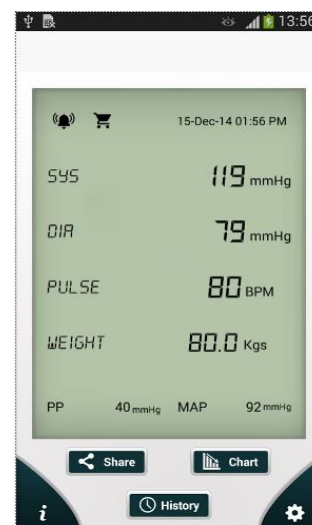 13:56
15-Dec-14 01:56 PM
SYS 119 mmHg
DIA 79 mmHg
PULSE 80 BPM
WEIGHT 80.0 Kgs
PP 40 mmHg MAP 92 mmHg
Share Chart
i History